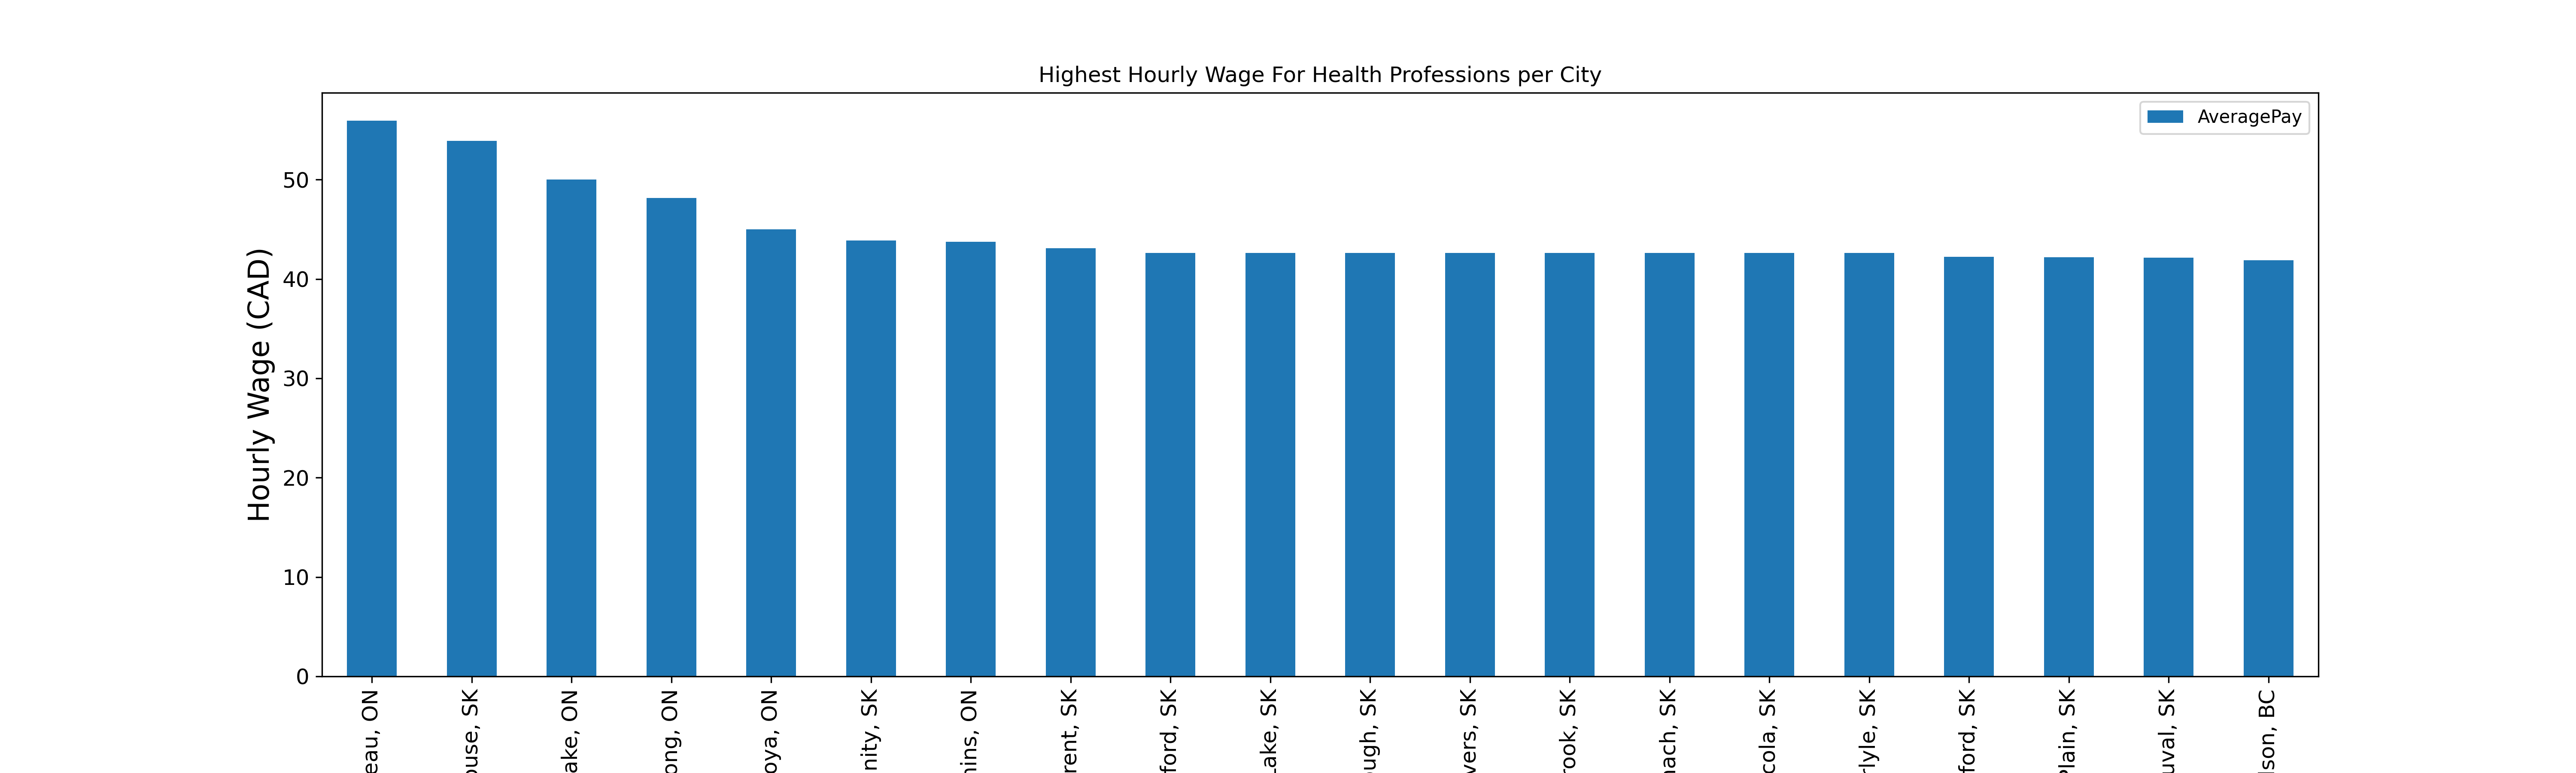 Highest Hourly Wage For Health Professions per City
AveragePay
Hourly Wage (CAD)
50
40
30
20
10
0
eau, ON
ouse, SK
ake, ON
ong, ON
oya, ON
nity, SK
nins, ON
rent, SK
ford, SK
Lake, SK
ough, SK
vers, SK
rook, SK
nach, SK
cola, SK
rlyle, SK
ford, SK
Plain, SK
uval, SK
lson, BC